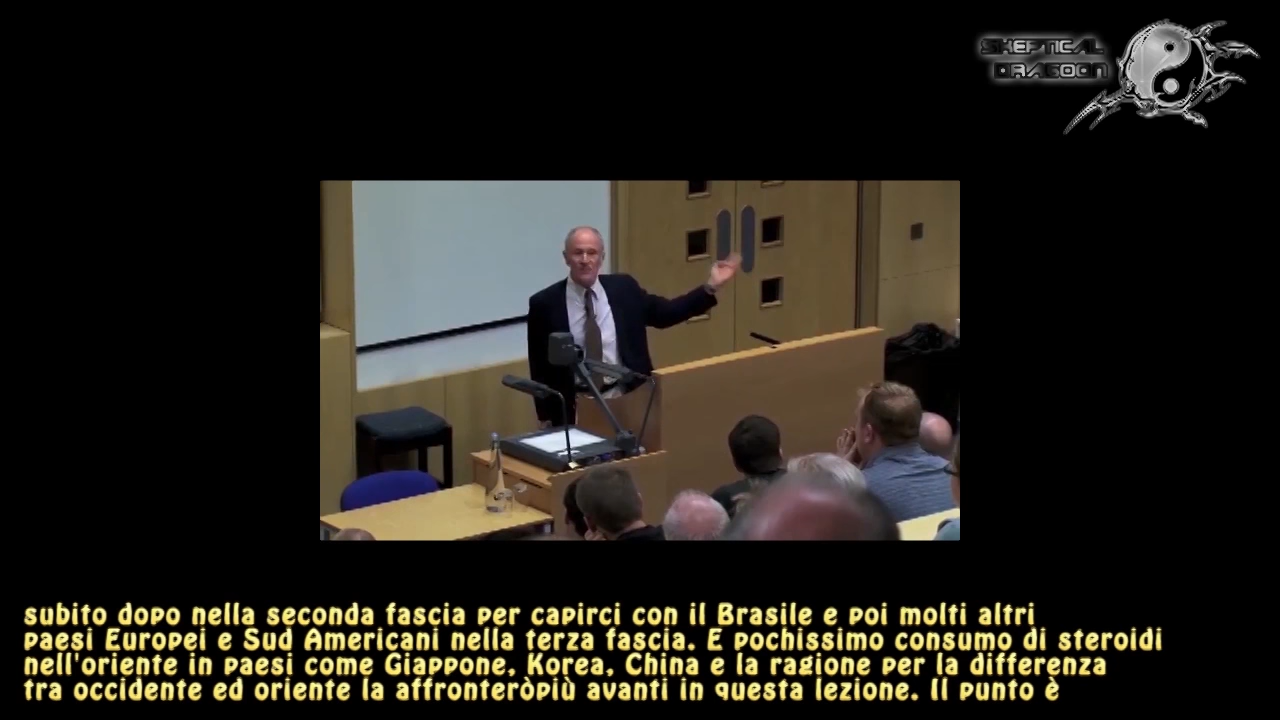 SKEPTICAL
DRAGOON
subito dopo nella seconda fascia per capirci con il Brasile e poi molti altri
paesi Europei e Sud Americani nella terza fascia. E pochissimo consumo di steroidi
nell'oriente in paesi come Giappone, Korea, China e la ragione per la differenza
tra occidente ed oriente la affronteròpiù avanti in questa lezione. Il punto è